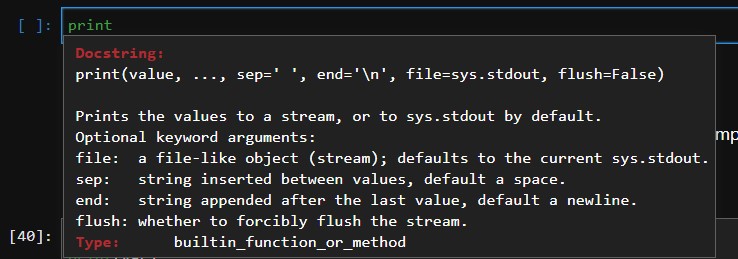 [ ]: print
Docstring:
print(value, ..., sep=' ', end='\n', file=sys.stdout, flush=False)
Prints the values to a stream, or to sys.stdout by default.
Optional keyword arguments:
file:  a file-like object (stream); defaults to the current sys.stdout.
sep:   string inserted between values, default a space.
end:   string appended after the last value, default a newline.
flush: whether to forcibly flush the stream.
Type:      builtin_function_or_method
[40]: